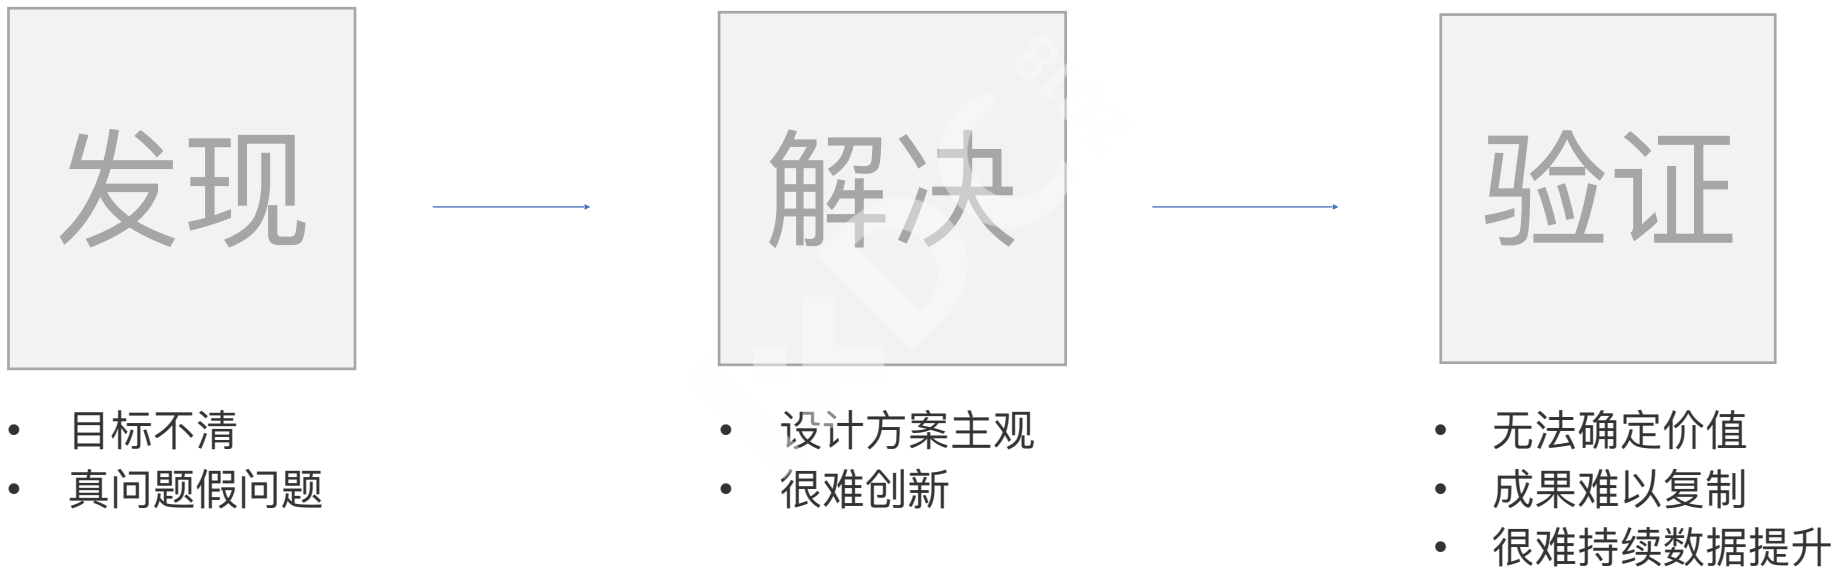 发现
解决
验证
• 目标不清
• 真问题假问题
• 设计方案主观
• 很难创新
• 无法确定价值
• 成果难以复制
• 很难持续数据提升